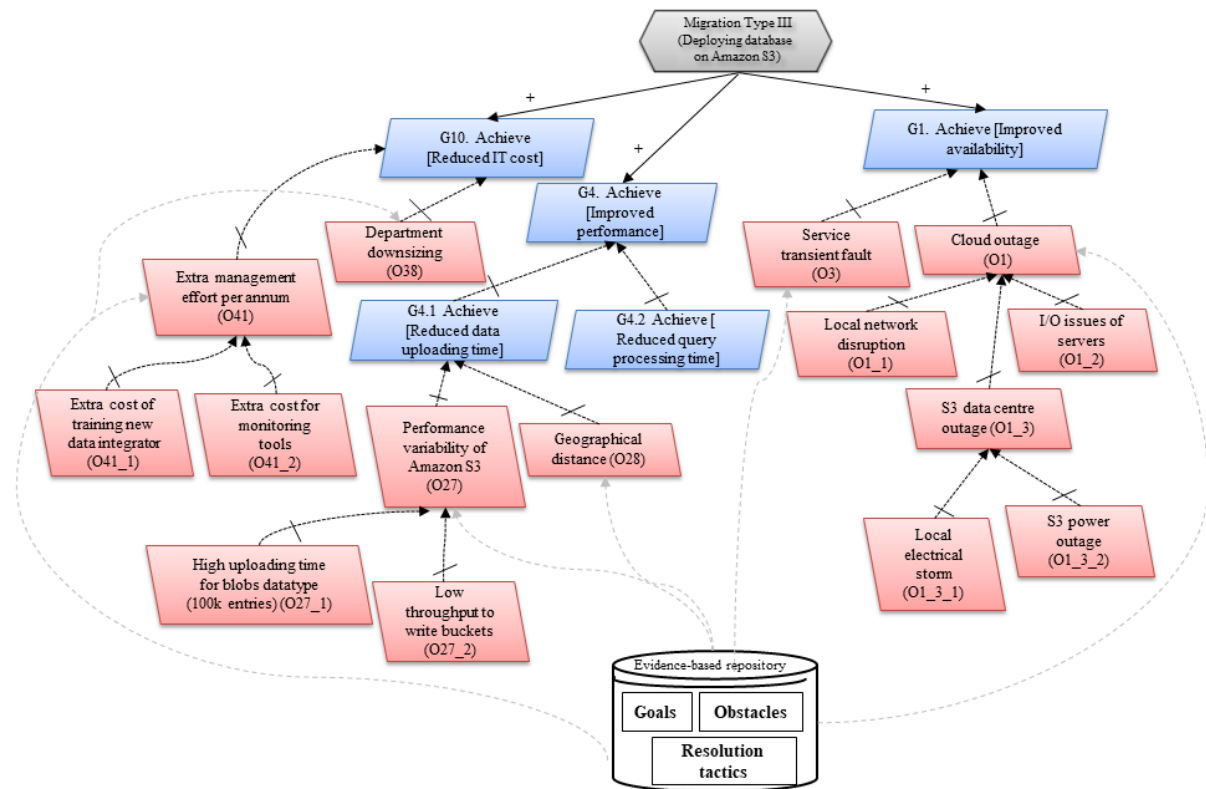 Migration Type III
(Deploying database
on Amazon S3)
+
+
+
G10. Achieve
[Reduced IT cost]
G1. Achieve [Improved
availability]
G4. Achieve
[Improved
performance]
Department
downsizing
(O38)
Service
transient fault
(O3)
Cloud outage
(O1)
Extra management
effort per annum
(O41)
G4.1 Achieve
[Reduced data
uploading time]
G4.2 Achieve [
Reduced query
processing time]
Local network
disruption
(O1_1)
I/O issues of
servers
(O1_2)
Extra cost of
training new
data integrator
(O41_1)
Extra cost for
monitoring
tools
(O41_2)
Performance
variability of
Amazon S3
(O27)
Geographical
distance (O28)
S3 data centre
outage (O1_3)
High uploading time
for blobs datatype
(100k entries) (O27_1)
Low
throughput to
write buckets
(O27_2)
Local
electrical
storm
(O1_3_1)
S3 power
outage
(O1_3_2)
Evidence-based repository
Goals
Obstacles
Resolution
tactics